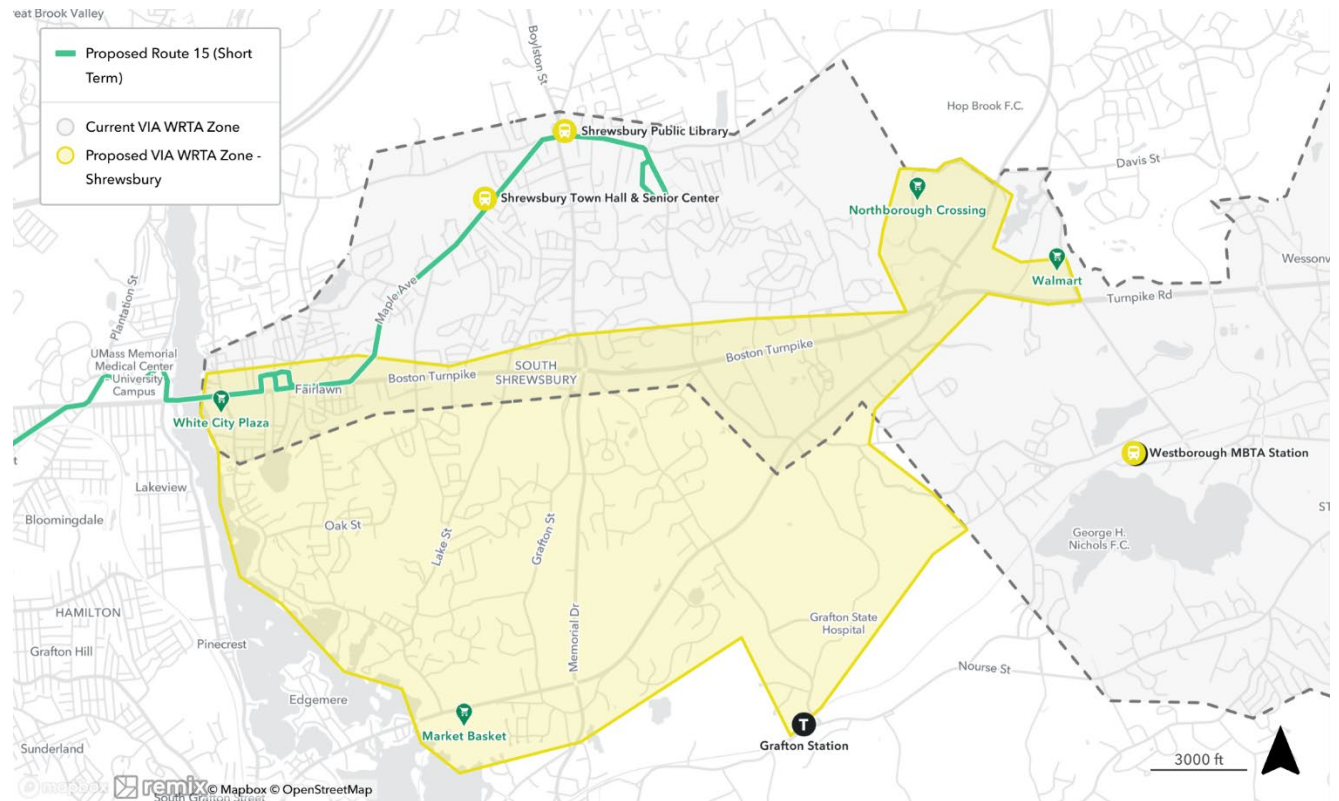 eat Brook Valley
Proposed Route 15 (Short
Term)
Current VIA WRTA Zone
Proposed VIA WRTA Zone -
Shrewsbury
Boylston St
Hop Brook F.C.
Shrewsbury Public Library
Davis St
Shrewsbury Town Hall & Senior Center
Northborough Crossing
Wessonv
Walmart
Turnpike Rd
Plantation St
Maple Ave
UMass Memorial
Medical Center
- University
Campus
Boston Turnpike
SOUTH
SHREWSBURY
Boston Turnpike
Fairlawn
White City Plaza
t
Westborough MBTA Station
Lakeview
ST
Bloomingdale
Oak St
Lake St
Grafton St
George H.
Nichols F.C.
HAMILTON
Grafton State
Hospital
Grafton Hill
Pinecrest
Memorial Dr
Nourse St
Edgemere
Market Basket
T
Grafton Station
Sunderland
3000 ft
mapbox
remix
© Mapbox © OpenStreetMap
South Grafton Street